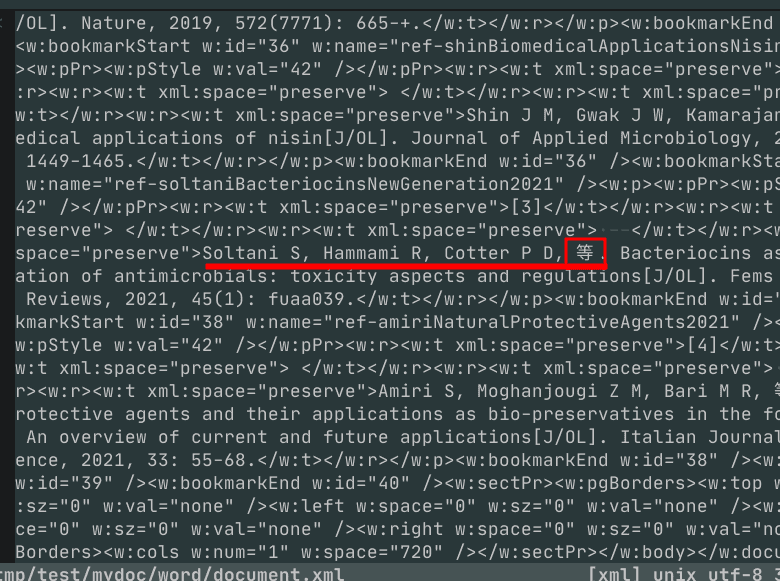 /OL]. Nature, 2019, 572(7771): 665-+.</w:t></w:r></w:p><w:bookmarkEnd
<w:bookmarkStart w:id="36" w:name="ref-shinBiomedicalApplicationsNisin
><w:pPr><w:pStyle w:val="42" /></w:pPr><w:r><w:t xml:space="preserve">
:r><w:r><w:t xml:space="preserve"> </w:t></w:r><w:r><w:t xml:space="pr
w:t></w:r><w:r><w:t xml:space="preserve">Shin J M, Gwak J W, Kamarajan
edical applications of nisin[J/OL]. Journal of Applied Microbiology, 2
1449-1465.</w:t></w:r></w:p><w:bookmarkEnd w:id="36" /><w:bookmarkSta
w:name="ref-soltaniBacteriocinsNewGeneration2021" /><w:p><w:pPr><w:pS
42" /></w:pPr><w:r><w:t xml:space="preserve">[3]</w:t></w:r><w:r><w:t
reserve"> </w:t></w:r><w:r><w:t xml:space="preserve"> --</w:t></w:r><w
space="preserve">Soltani S, Hammami R, Cotter P D, 等. Bacteriocins as
ation of antimicrobials: toxicity aspects and regulations[J/OL]. Fems
Reviews, 2021, 45(1): fuaa039.</w:t></w:r></w:p><w:bookmarkEnd w:id="
kmarkStart w:id="38" w:name="ref-amiriNaturalProtectiveAgents2021" /><
w:pStyle w:val="42" /></w:pPr><w:r><w:t xml:space="preserve">[4]</w:t>
w:t xml:space="preserve"> </w:t></w:r><w:r><w:t xml:space="preserve">
r><w:r><w:t xml:space="preserve">Amiri S, Moghanjougi Z M, Bari M R,
rotective agents and their applications as bio-preservatives in the fo
An overview of current and future applications[J/OL]. Italian Journal
ence, 2021, 33: 55-68.</w:t></w:r></w:p><w:bookmarkEnd w:id="38" /><w:
w:id="39" /><w:bookmarkEnd w:id="40" /><w:sectPr><w:pgBorders><w:top w
:sz="0" w:val="none" /><w:left w:space="0" w:sz="0" w:val="none" /><w:
ce="0" w:sz="0" w:val="none" /><w:right w:space="0" w:sz="0" w:val="no
Borders><w:cols w:num="1" w:space="720" /></w:sectPr></w:body></w:docu
tmp/test/mydoc/word/document.xml [xml] unix utf-8 3